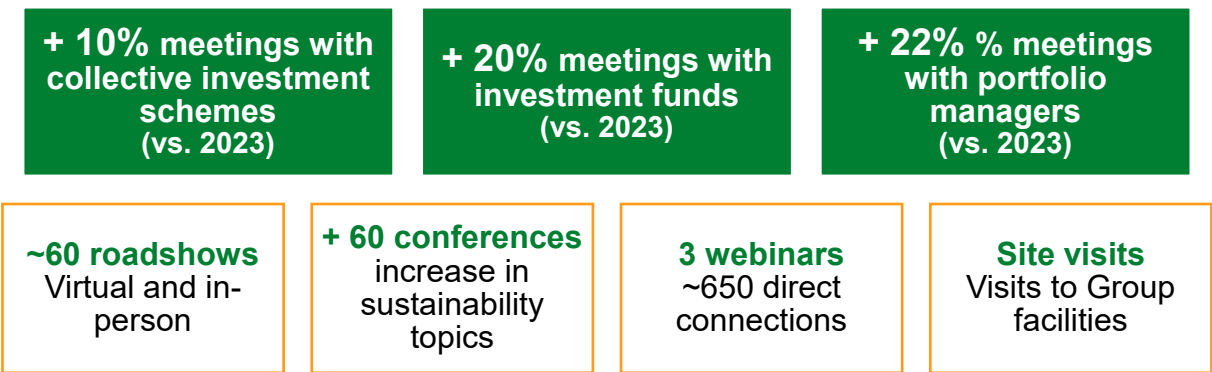 + 10% meetings with
collective investment
schemes
(vs. 2023)
+ 20% meetings with
investment funds
(vs. 2023)
+ 22% % meetings
with portfolio
managers
(vs. 2023)
~60 roadshows
Virtual and in-
person
+ 60 conferences
increase in
sustainability
topics
3 webinars
~650 direct
connections
Site visits
Visits to Group
facilities